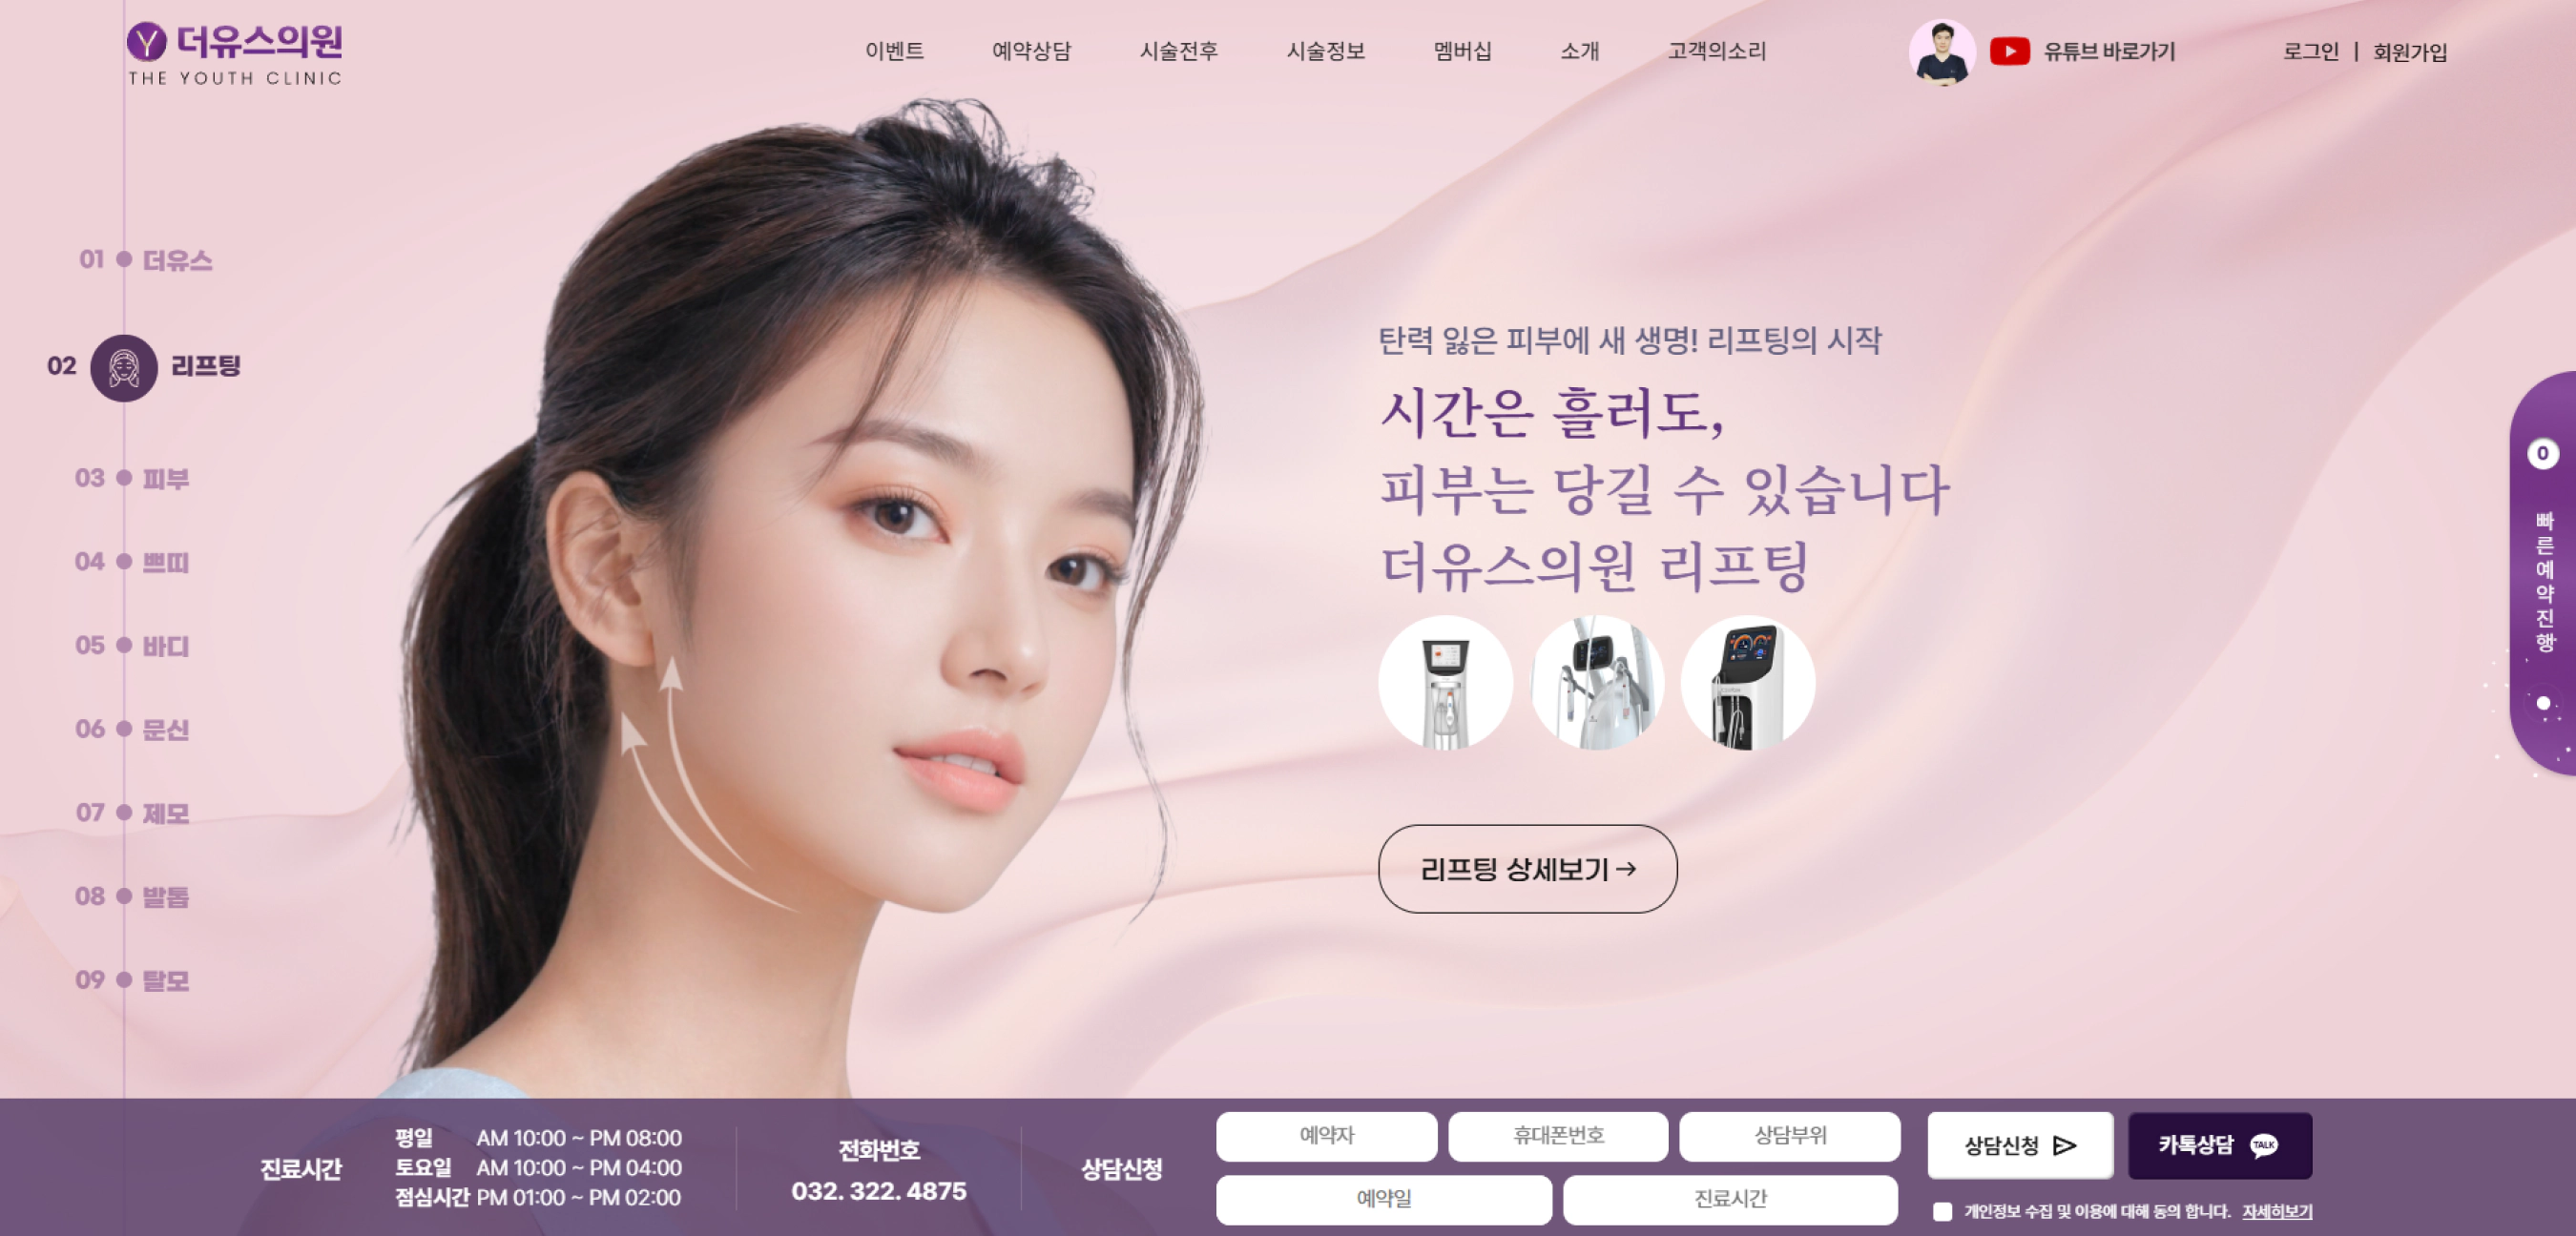 Y 더유스의원
THE YOUTH CLINIC
이벤트 예약상담 시술전후 시술정보 멤버십 소개 고객의소리
유튜브 바로가기
로그인 | 회원가입
01 더유스
02 리프팅
03 피부
04 쁘띠
05 바디
06 문신
07 제모
08 발톱
09 탈모
탄력 잃은 피부에 새 생명! 리프팅의 시작
시간은 흘러도,
피부는 당길 수 있습니다
더유스의원 리프팅
리프팅 상세보기 →
0
빠른예약진행
진료시간
평일 AM 10:00 ~ PM 08:00
토요일 AM 10:00 ~ PM 04:00
점심시간 PM 01:00 ~ PM 02:00
전화번호
032. 322. 4875
상담신청
예약자 휴대폰번호 상담부위
예약일 진료시간
상담신청
카톡상담 TALK
개인정보 수집 및 이용에 대해 동의 합니다. 자세히보기